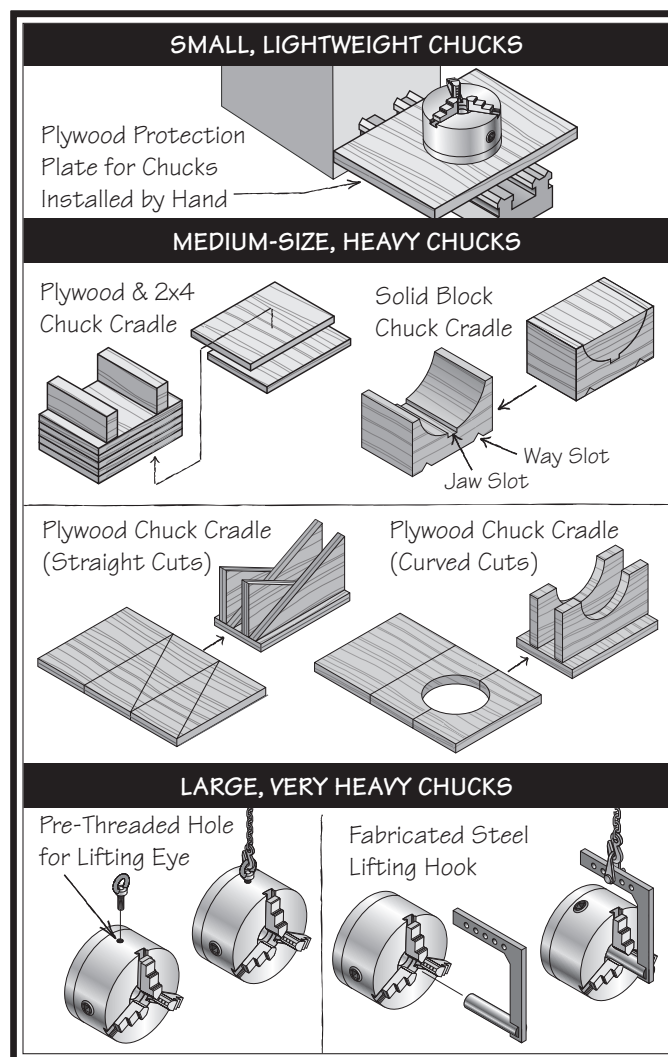 SMALL, LIGHTWEIGHT CHUCKS
Plywood Protection
Plate for Chucks
Installed by Hand
MEDIUM-SIZE, HEAVY CHUCKS
Plywood & 2x4
Chuck Cradle
Solid Block
Chuck Cradle
Way Slot
Jaw Slot
Plywood Chuck Cradle
(Straight Cuts)
Plywood Chuck Cradle
(Curved Cuts)
LARGE, VERY HEAVY CHUCKS
Pre-Threaded Hole
for Lifting Eye
Fabricated Steel
Lifting Hook